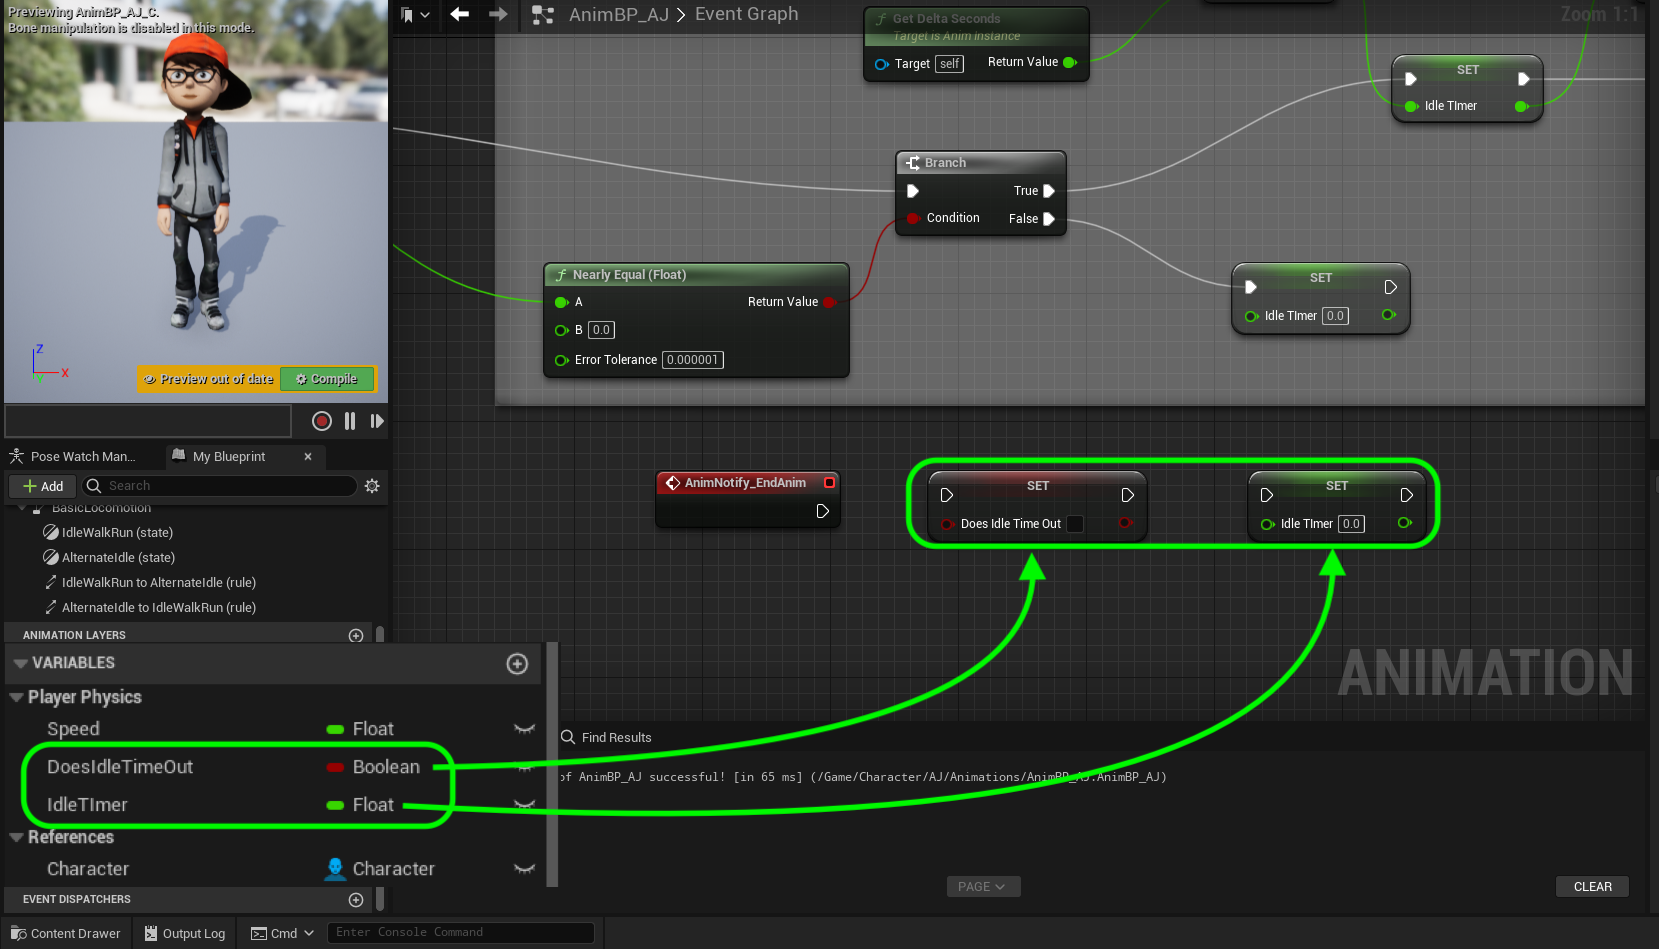 Previewing AnimBP_AJ_C.
Bone manipulation is disabled in this mode.
Z
X
Y
Preview out of date
Compile
AnimBP_AJ > Event Graph
Zoom 1:1
Get Delta Seconds
Target is Anim Instance
Target self
Return Value
SET
Idle TImer
Branch
True
Condition
False
Nearly Equal (Float)
A
Return Value
B 0.0
Error Tolerance 0.000001
SET
Idle TImer 0.0
AnimNotify_EndAnim
SET
Does Idle Time Out
SET
Idle TImer 0.0
ANIMATION
Pose Watch Man...
My Blueprint
Add
Search
BasicLocomotion
IdleWalkRun (state)
AlternateIdle (state)
IdleWalkRun to AlternateIdle (rule)
AlternateIdle to IdleWalkRun (rule)
ANIMATION LAYERS
VARIABLES
Player Physics
Speed Float
DoesIdleTimeOut Boolean
IdleTImer Float
References
Character Character
EVENT DISPATCHERS
Find Results
of AnimBP_AJ successful! [in 65 ms] (/Game/Character/AJ/Animations/AnimBP_AJ.AnimBP_AJ)
PAGE
CLEAR
Content Drawer
Output Log
Cmd
Enter Console Command